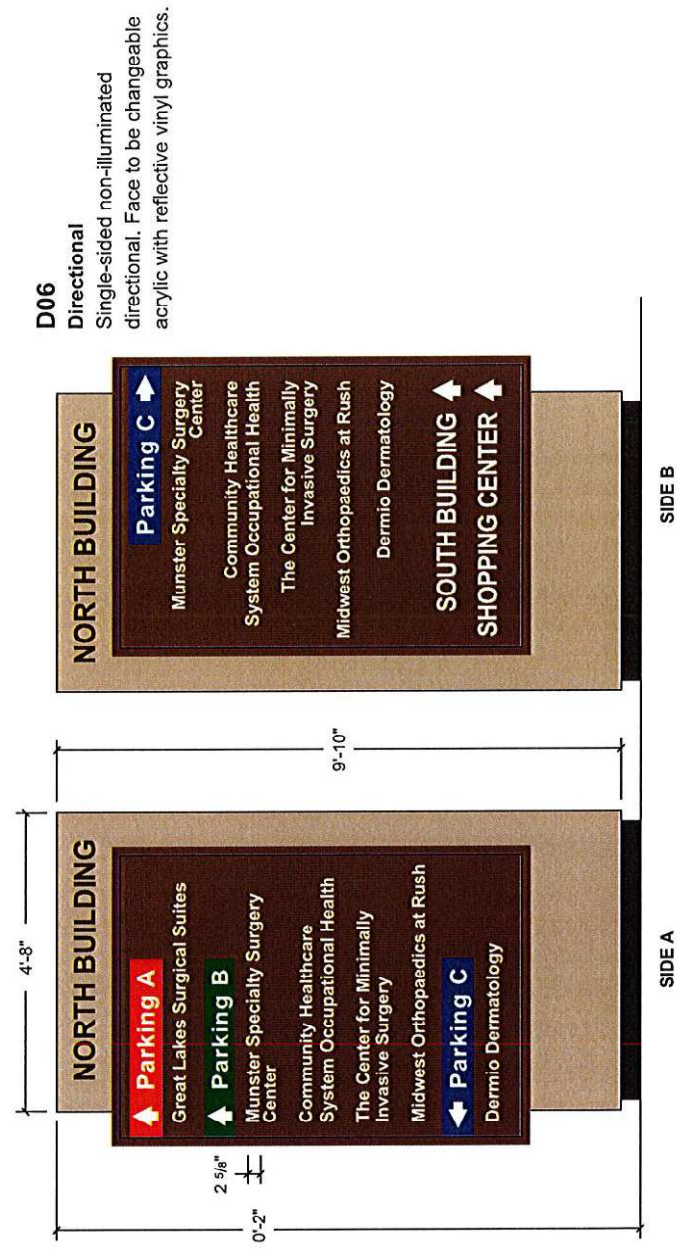 D06
Directional
Single-sided non-illuminated
directional. Face to be changeable
acrylic with reflective vinyl graphics.
4'-8"
0'-2"
2 5/8"
9'-10"
NORTH BUILDING
Parking A
Great Lakes Surgical Suites
Parking B
Munster Specialty Surgery
Center
Community Healthcare
System Occupational Health
The Center for Minimally
Invasive Surgery
Midwest Orthopaedics at Rush
Parking C
Dermio Dermatology
SIDE A
NORTH BUILDING
Parking C
Munster Specialty Surgery
Center
Community Healthcare
System Occupational Health
The Center for Minimally
Invasive Surgery
Midwest Orthopaedics at Rush
Dermio Dermatology
SOUTH BUILDING
SHOPPING CENTER
SIDE B